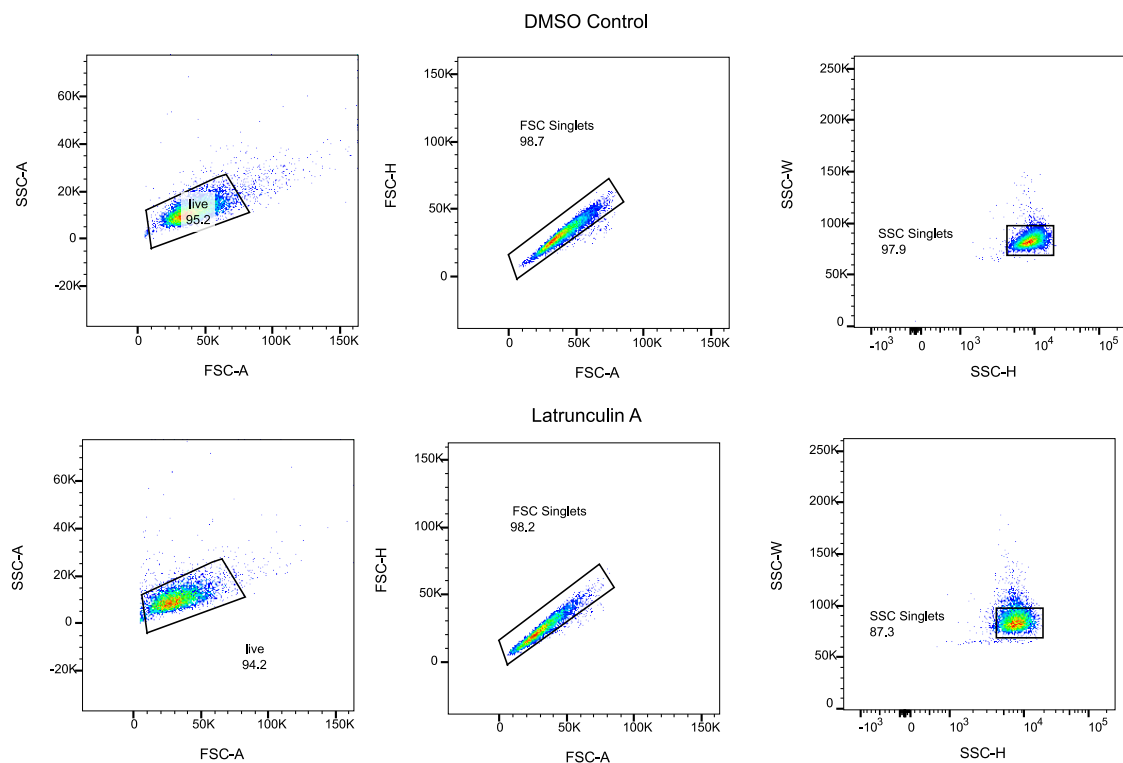 DMSO Control
60K
40K
20K
0
-20K
SSC-A
live
95.2
0
50K
100K
150K
FSC-A
150K
100K
50K
0
FSC-H
FSC Singlets
98.7
0
50K
100K
150K
FSC-A
250K
200K
150K
100K
50K
0
SSC-W
SSC Singlets
97.9
-10³
0
10³
10⁴
10⁵
SSC-H
Latrunculin A
60K
40K
20K
0
-20K
SSC-A
live
94.2
0
50K
100K
150K
FSC-A
150K
100K
50K
0
FSC-H
FSC Singlets
98.2
0
50K
100K
150K
FSC-A
250K
200K
150K
100K
50K
0
SSC-W
SSC Singlets
87.3
-10³
0
10³
10⁴
10⁵
SSC-H